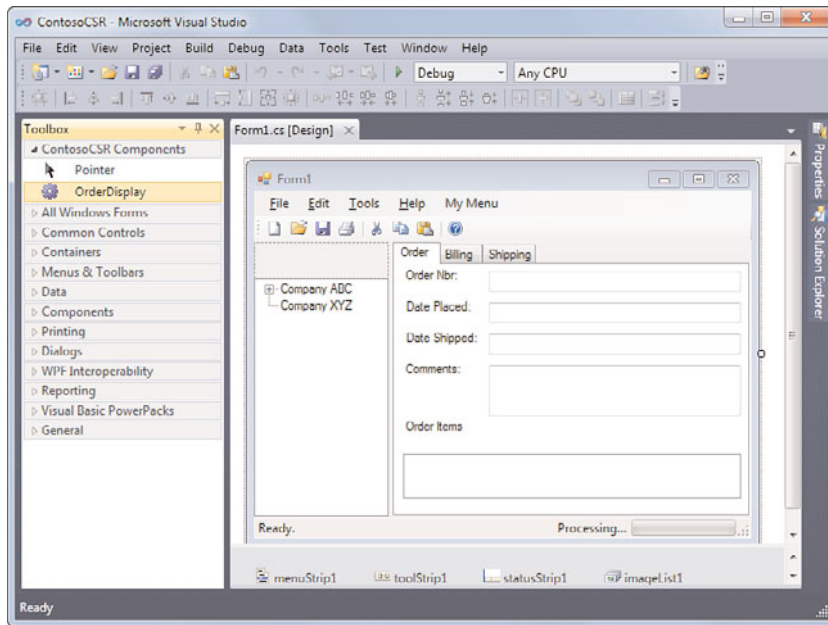 ContosoCSR - Microsoft Visual Studio
File Edit View Project Build Debug Data Tools Test Window Help
Debug Any CPU
Toolbox
ContosoCSR Components
Pointer
OrderDisplay
All Windows Forms
Common Controls
Containers
Menus & Toolbars
Data
Components
Printing
Dialogs
WPF Interoperability
Reporting
Visual Basic PowerPacks
General
Form1.cs [Design]
Form1
File Edit Tools Help My Menu
Company ABC
Company XYZ
Order Billing Shipping
Order Nbr:
Date Placed:
Date Shipped:
Comments:
Order Items
Ready. Processing...
menuStrip1 toolStrip1 statusStrip1 imageList1
Properties
Solution Explorer
Ready